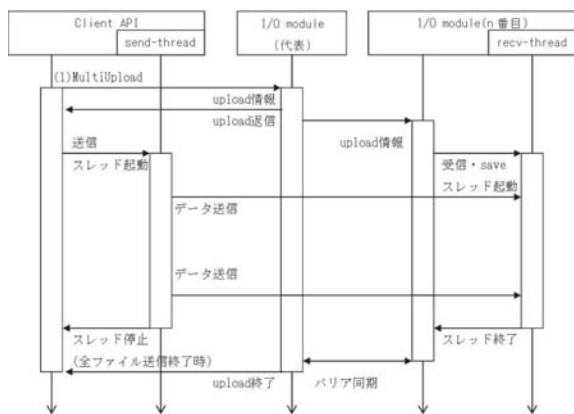 Client API
send-thread
I/O module
(代表)
I/O module(n 番目)
recv-thread
(1)MultiUpload
upload情報
upload返信
upload情報
送信
スレッド起動
受信・save
スレッド起動
データ送信
データ送信
スレッド停止
スレッド終了
(全ファイル送信終了時)
upload終了
バリア同期